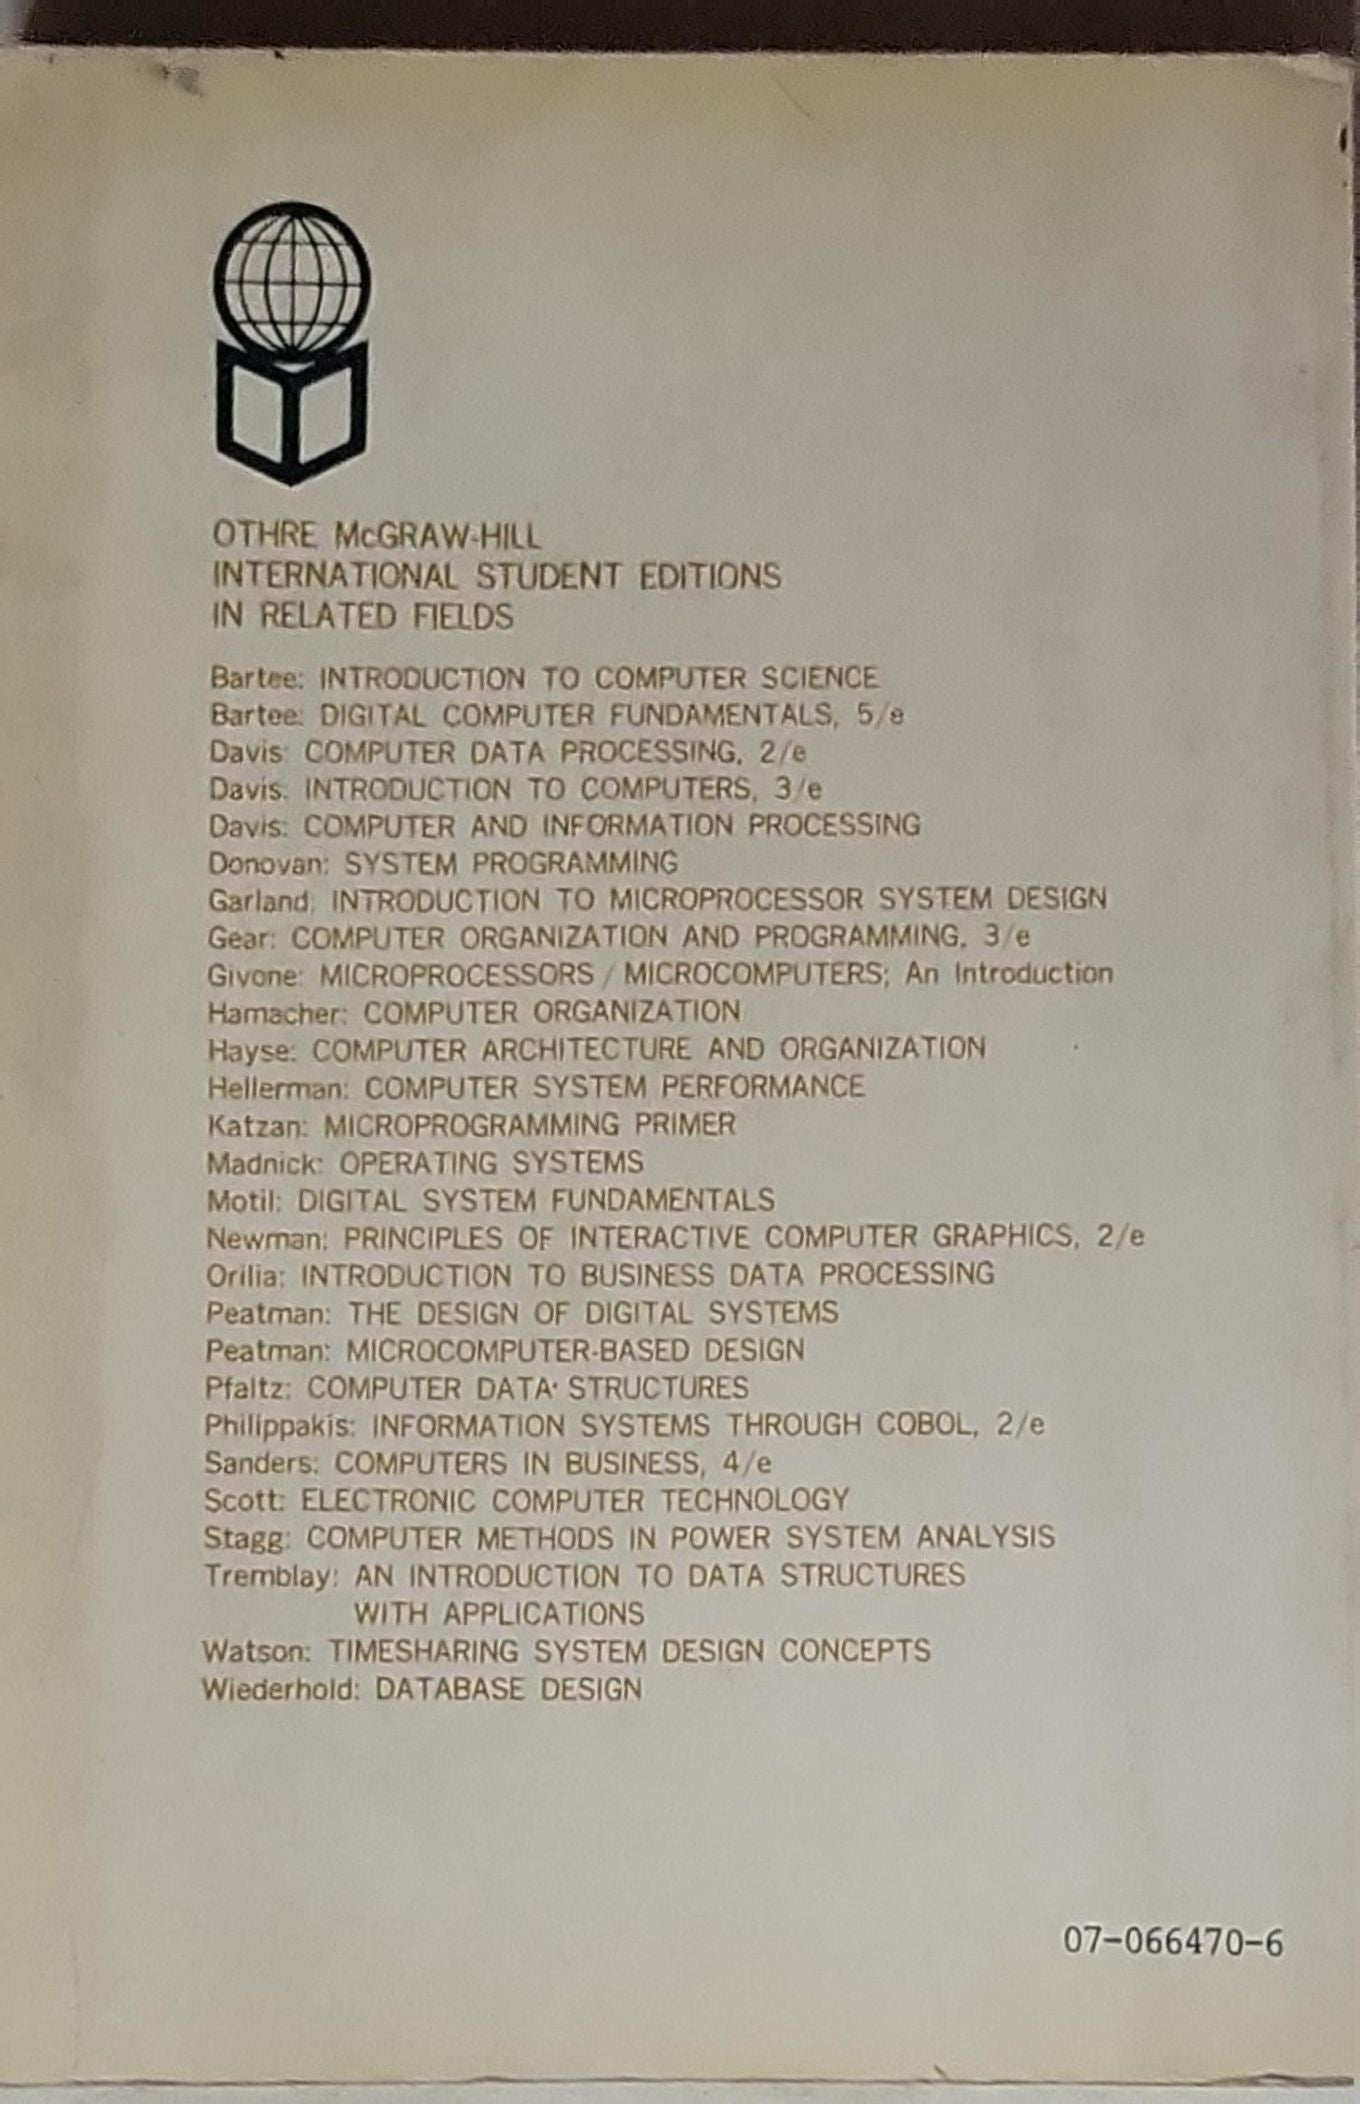 OTHRE McGRAW-HILL
INTERNATIONAL STUDENT EDITIONS
IN RELATED FIELDS
Bartee: INTRODUCTION TO COMPUTER SCIENCE
Bartee: DIGITAL COMPUTER FUNDAMENTALS, 5/e
Davis: COMPUTER DATA PROCESSING, 2/e
Davis: INTRODUCTION TO COMPUTERS, 3/e
Davis: COMPUTER AND INFORMATION PROCESSING
Donovan: SYSTEM PROGRAMMING
Garland: INTRODUCTION TO MICROPROCESSOR SYSTEM DESIGN
Gear: COMPUTER ORGANIZATION AND PROGRAMMING, 3/e
Givone: MICROPROCESSORS / MICROCOMPUTERS; An Introduction
Hamacher: COMPUTER ORGANIZATION
Hayse: COMPUTER ARCHITECTURE AND ORGANIZATION
Hellerman: COMPUTER SYSTEM PERFORMANCE
Katzan: MICROPROGRAMMING PRIMER
Madnick: OPERATING SYSTEMS
Motil: DIGITAL SYSTEM FUNDAMENTALS
Newman: PRINCIPLES OF INTERACTIVE COMPUTER GRAPHICS, 2/e
Orilia: INTRODUCTION TO BUSINESS DATA PROCESSING
Peatman: THE DESIGN OF DIGITAL SYSTEMS
Peatman: MICROCOMPUTER-BASED DESIGN
Pfaltz: COMPUTER DATA STRUCTURES
Philippakis: INFORMATION SYSTEMS THROUGH COBOL, 2/e
Sanders: COMPUTERS IN BUSINESS, 4/e
Scott: ELECTRONIC COMPUTER TECHNOLOGY
Stagg: COMPUTER METHODS IN POWER SYSTEM ANALYSIS
Tremblay: AN INTRODUCTION TO DATA STRUCTURES
WITH APPLICATIONS
Watson: TIMESHARING SYSTEM DESIGN CONCEPTS
Wiederhold: DATABASE DESIGN
07-066470-6